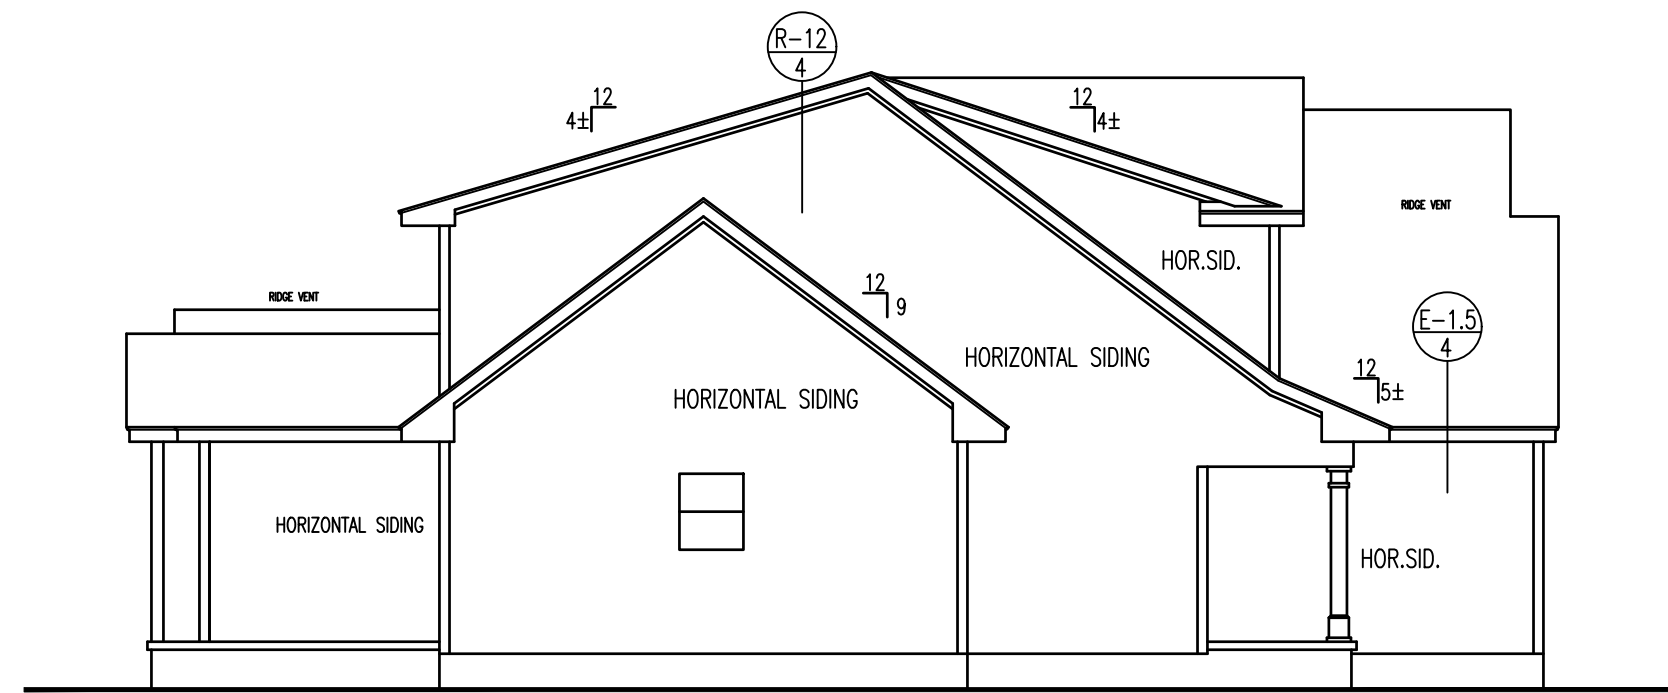 R-12
4
12
4±
12
4±
RIDGE VENT
HOR.SID.
12
9
RIDGE VENT
E-1.5
4
HORIZONTAL SIDING
12
5±
HORIZONTAL SIDING
HORIZONTAL SIDING
HOR.SID.